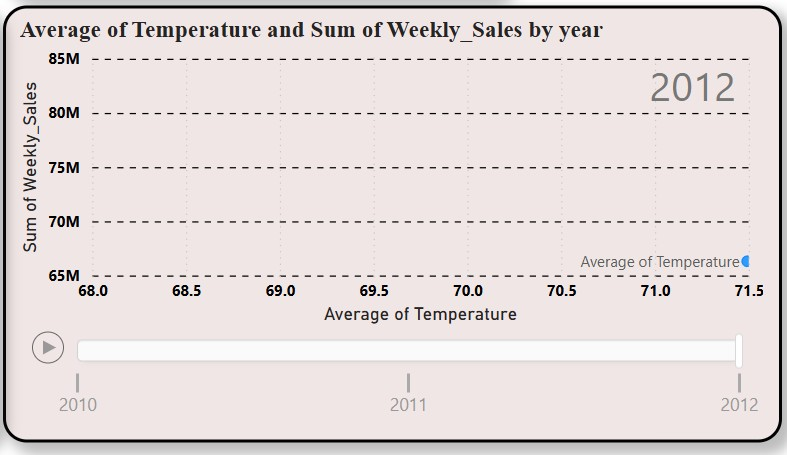 Average of Temperature and Sum of Weekly_Sales by year
85M
2012
80M
75M
70M
65M
Sum of Weekly_Sales
Average of Temperature
68.0 68.5 69.0 69.5 70.0 70.5 71.0 71.5
Average of Temperature
2010 2011 2012